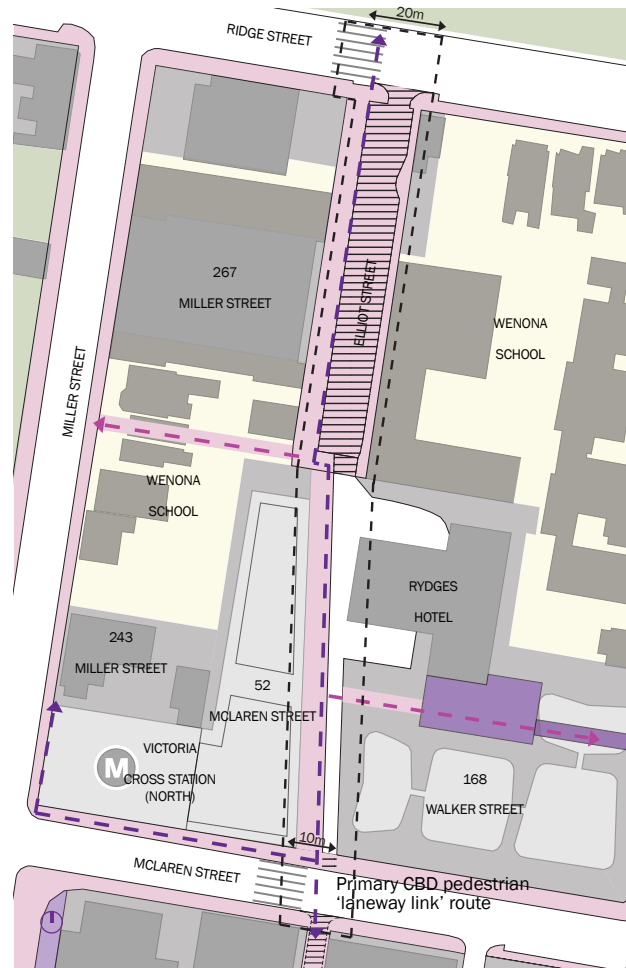 20m
RIDGE STREET
ELLIOT STREET
267
MILLER STREET
WENONA
SCHOOL
MILLER STREET
WENONA
SCHOOL
RYDGES
HOTEL
243
MILLER STREET
52
MCLAREN STREET
VICTORIA
M
CROSS STATION
(NORTH)
168
WALKER STREET
10m
MCLAREN STREET
Primary CBD pedestrian
‘laneway link’ route